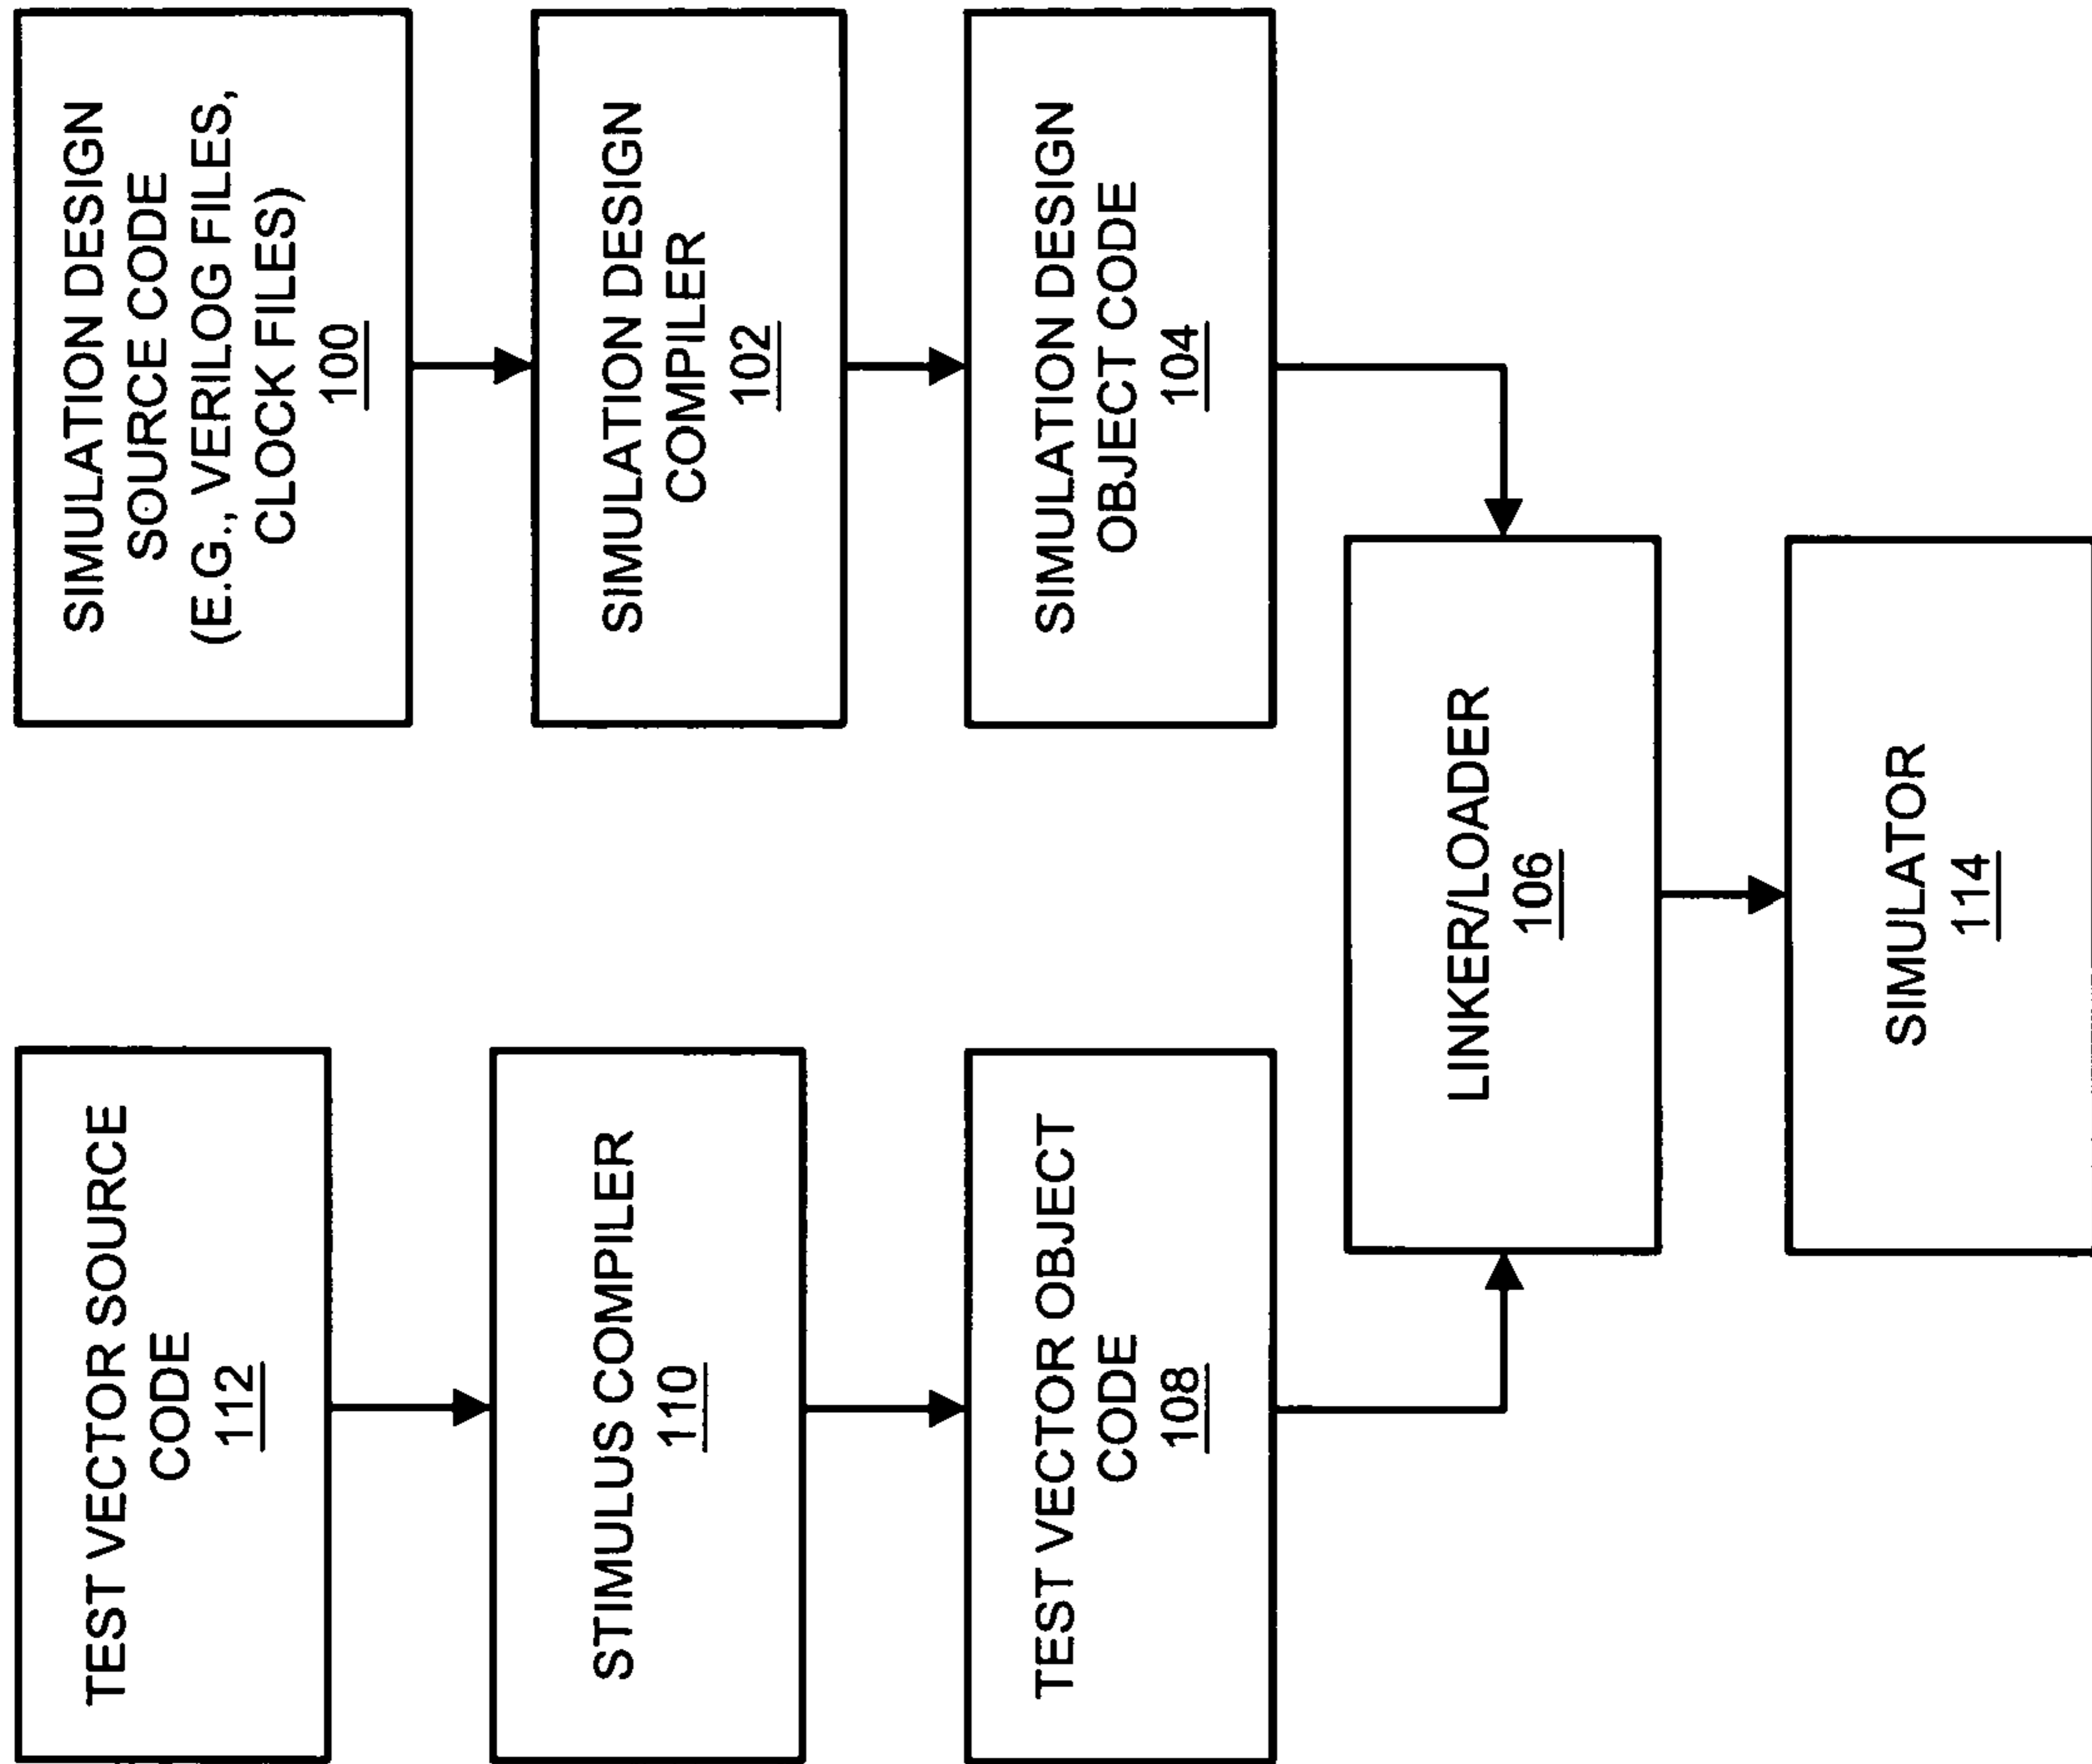 TEST VECTOR SOURCE
CODE
112
STIMULUS COMPILER
110
TEST VECTOR OBJECT
CODE
108
SIMULATION DESIGN
SOURCE CODE
(E.G., VERILOG FILES,
CLOCK FILES)
100
SIMULATION DESIGN
COMPILER
102
SIMULATION DESIGN
OBJECT CODE
104
LINKER/LOADER
106
SIMULATOR
114